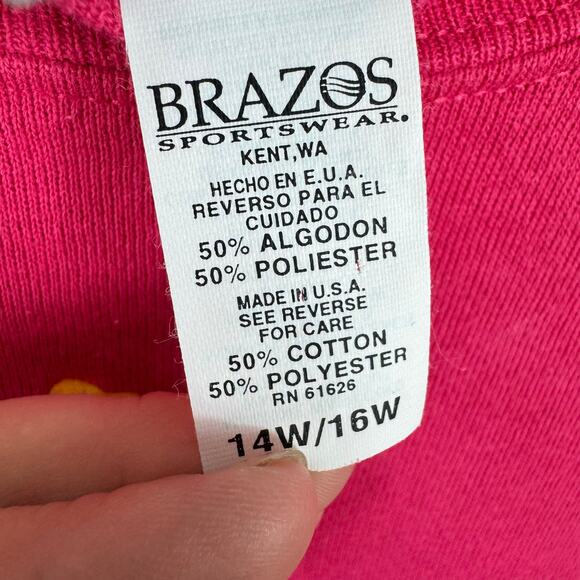 BRAZOS
SPORTSWEAR®
KENT, WA
HECHO EN E.U.A.
REVERSO PARA EL
CUIDADO
50% ALGODON
50% POLIESTER
MADE IN U.S.A.
SEE REVERSE
FOR CARE
50% COTTON
50% POLYESTER
RN 61626
14W/16W